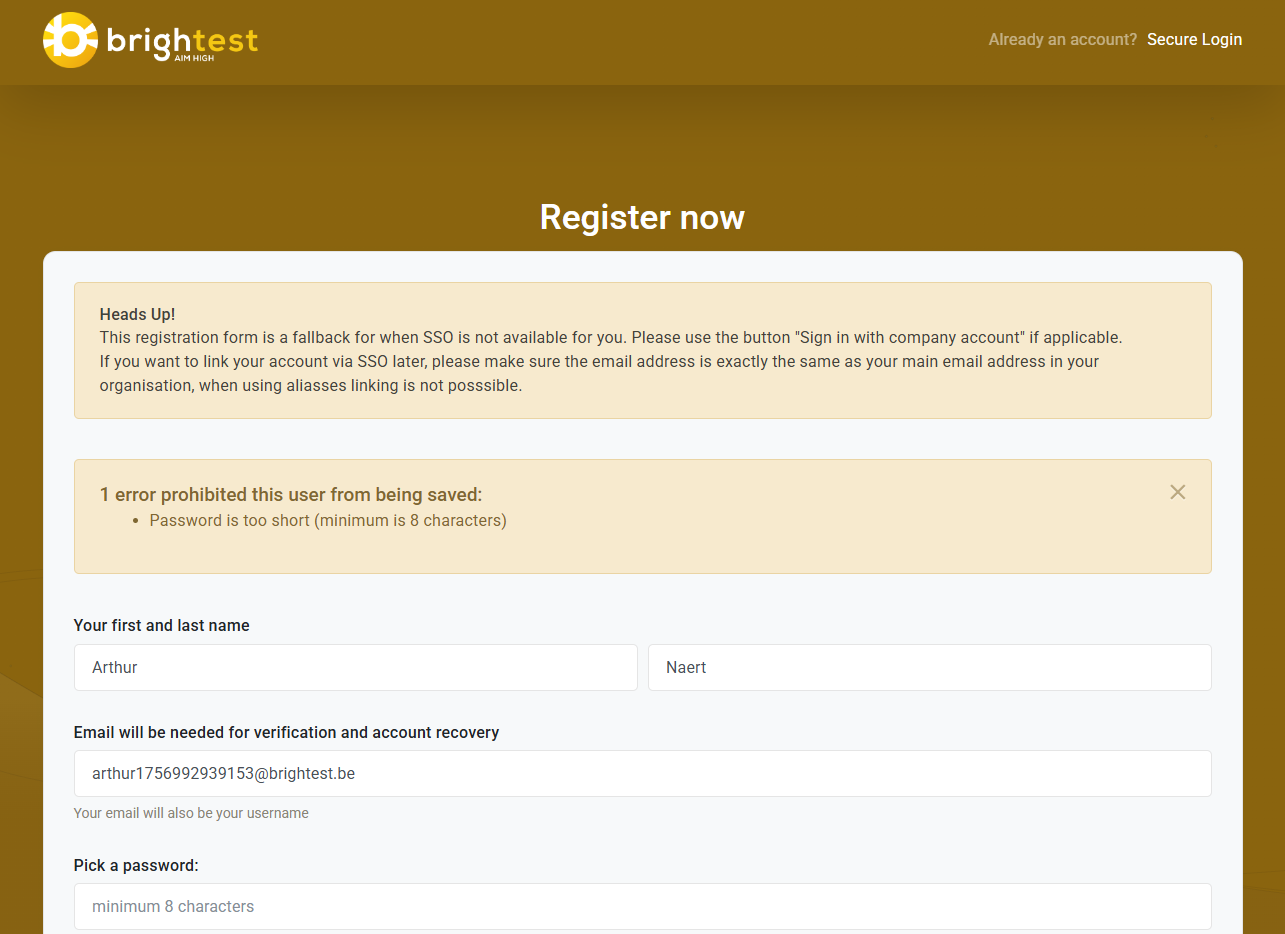 brightest
AIM HIGH
Already an account? Secure Login
Register now
Heads Up!
This registration form is a fallback for when SSO is not available for you. Please use the button "Sign in with company account" if applicable.
If you want to link your account via SSO later, please make sure the email address is exactly the same as your main email address in your
organisation, when using aliasses linking is not posssible.
1 error prohibited this user from being saved:
• Password is too short (minimum is 8 characters)
Your first and last name
Arthur Naert
Email will be needed for verification and account recovery
arthur1756992939153@brightest.be
Your email will also be your username
Pick a password:
minimum 8 characters